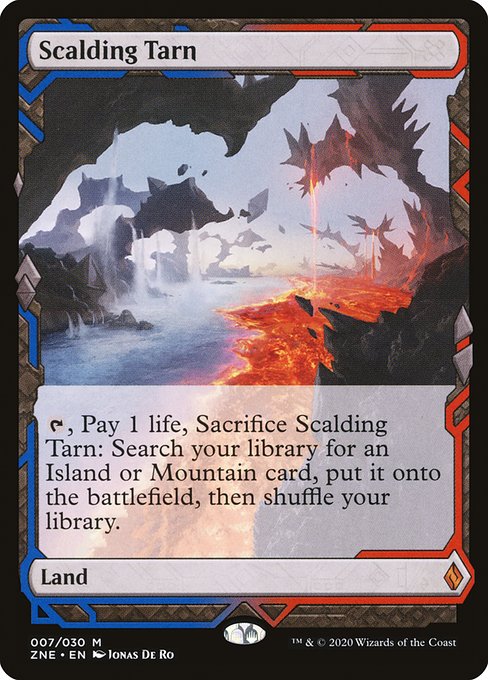 Scalding Tarn
, Pay 1 life, Sacrifice Scalding
Tarn: Search your library for an
Island or Mountain card, put it onto
the battlefield, then shuffle your
library.
Land
007/030 M
ZNE • EN Jonas De Ro
™ & © 2020 Wizards of the Coast